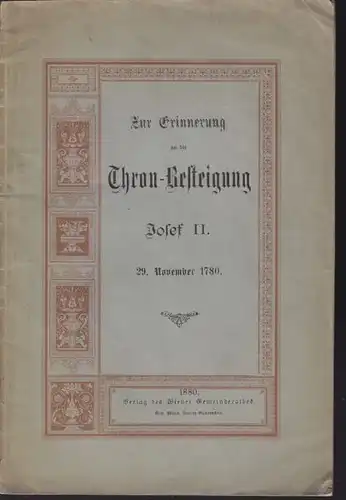 Zur Erinnerung
an die
Thron-Besteigung
Josef II.
29. November 1780.
1880.
Verlag des Wiener Gemeinderathes.